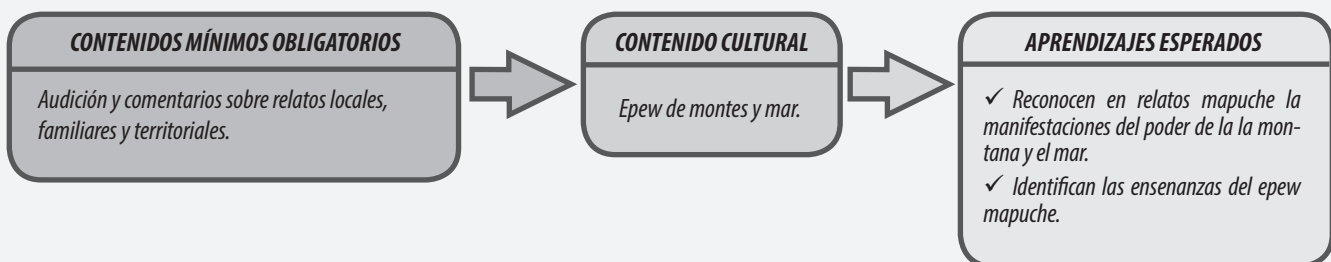 CONTENIDOS MÍNIMOS OBLIGATORIOS
Audición y comentarios sobre relatos locales,
familiares y territoriales.
CONTENIDO CULTURAL
Epew de montes y mar.
APRENDIZAJES ESPERADOS
✓ Reconocen en relatos mapuche la
manifestaciones del poder de la la mon-
tana y el mar.
✓ Identifican las ensenanzas del epew
mapuche.